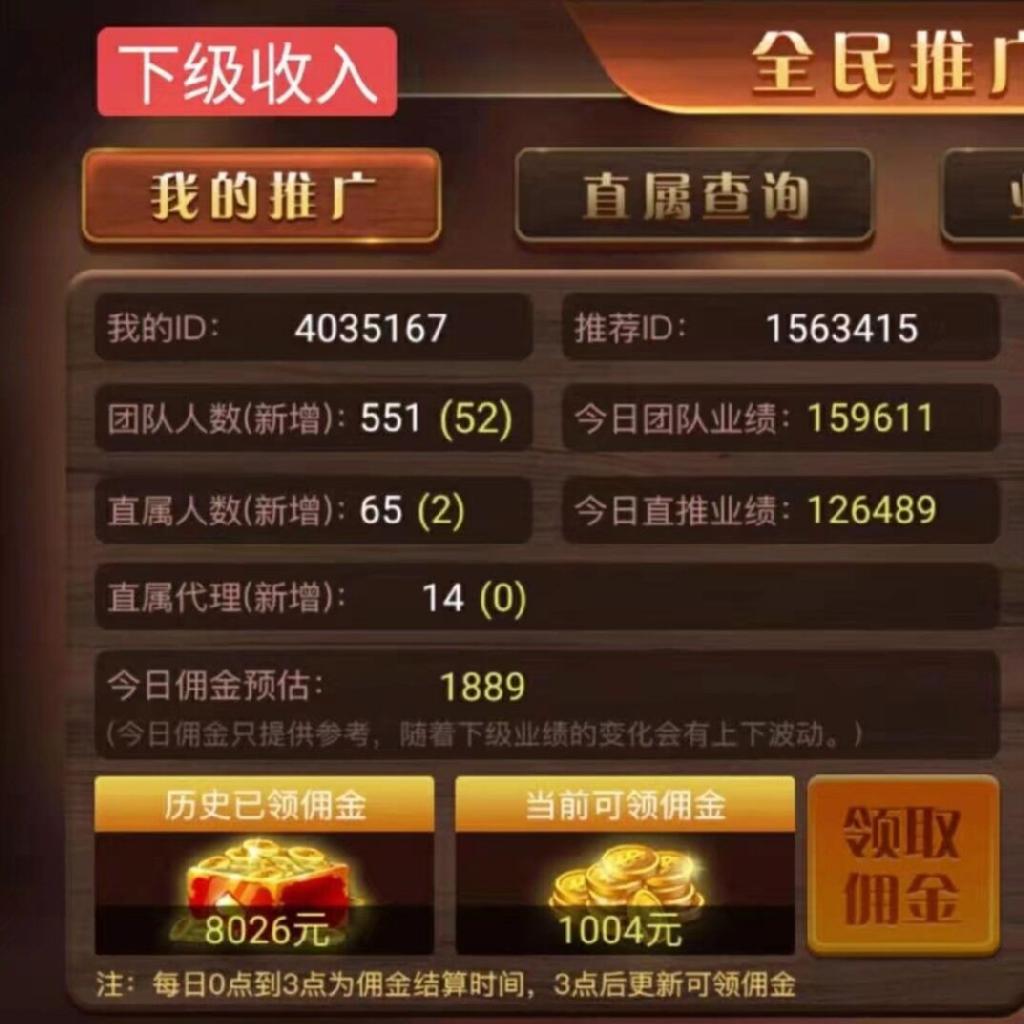 下级收入
全民推广
我的推广
直属查询
我的ID: 4035167
推荐ID: 1563415
团队人数(新增): 551 (52)
今日团队业绩: 159611
直属人数(新增): 65 (2)
今日直推业绩: 126489
直属代理(新增): 14 (0)
今日佣金预估: 1889
(今日佣金只提供参考，随着下级业绩的变化会有上下波动。)
历史已领佣金
当前可领佣金
领取
佣金
8026元
1004元
注：每日0点到3点为佣金结算时间，3点后更新可领佣金